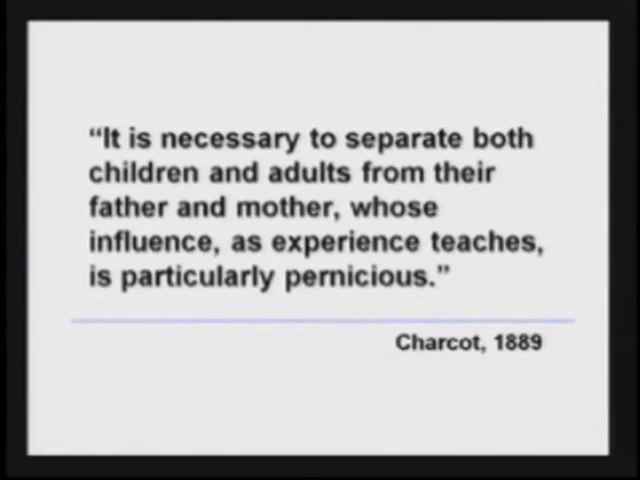 “It is necessary to separate both
children and adults from their
father and mother, whose
influence, as experience teaches,
is particularly pernicious.”
Charcot, 1889